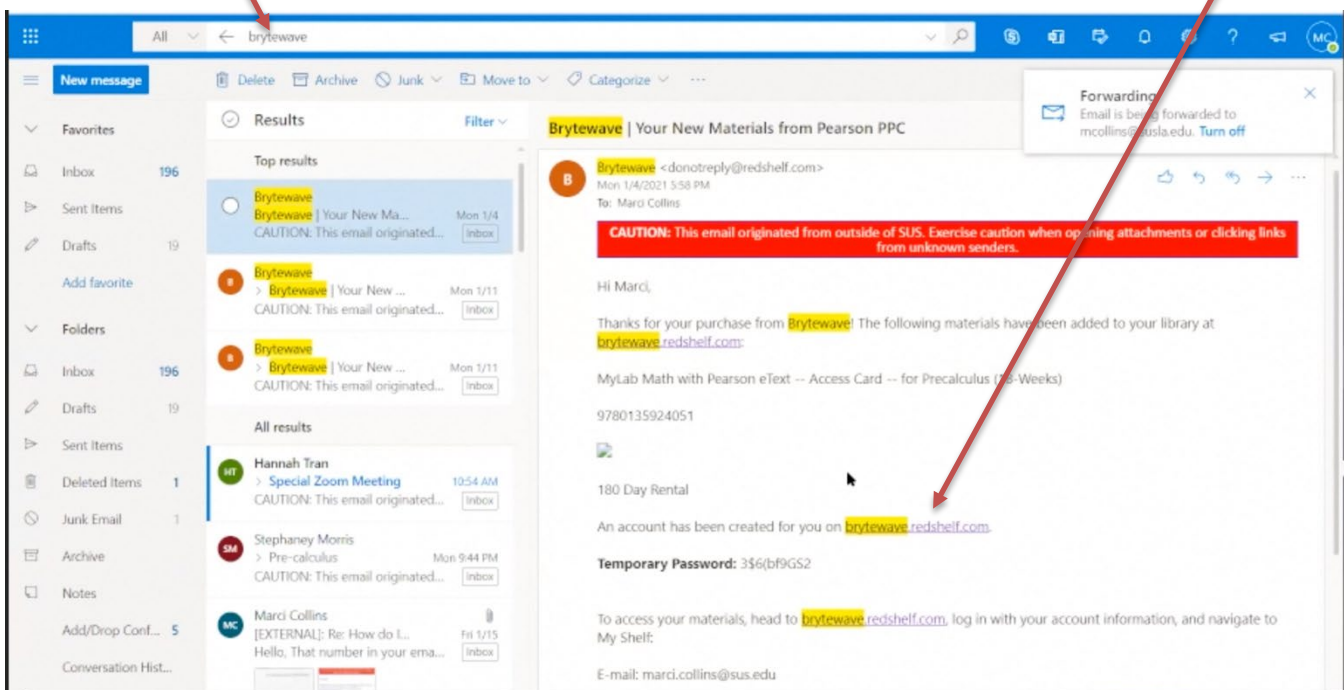 All
brytewave
?
MC
New message
Delete Archive Junk Move to Categorize ...
Forwarding
Email is being forwarded to
mcollins@susla.edu. Turn off
Favorites
Inbox 196
Sent Items
Drafts 19
Add favorite
Folders
Inbox 196
Drafts 19
Sent Items
Deleted Items 1
Junk Email 1
Archive
Notes
Add/Drop Conf... 5
Conversation Hist...
Results Filter
Top results
Brytewave
Brytewave | Your New Ma... Mon 1/4
CAUTION: This email originated... Inbox
B
Brytewave
> Brytewave | Your New ... Mon 1/11
CAUTION: This email originated... Inbox
B
Brytewave
> Brytewave | Your New ... Mon 1/11
CAUTION: This email originated... Inbox
All results
HT
Hannah Tran
> Special Zoom Meeting 10:54 AM
CAUTION: This email originated... Inbox
SM
Stephaney Morris
> Pre-calculus Mon 9:44 PM
CAUTION: This email originated... Inbox
MC
Marci Collins
[EXTERNAL]: Re: How do I... Fri 1/15
Hello, That number in your ema... Inbox
Brytewave | Your New Materials from Pearson PPC
B
Brytewave <donotreply@redshelf.com>
Mon 1/4/2021 5:58 PM
To: Marci Collins
CAUTION: This email originated from outside of SUS. Exercise caution when opening attachments or clicking links
from unknown senders.
Hi Marci,
Thanks for your purchase from Brytewave! The following materials have been added to your library at
brytewave.redshelf.com:
MyLab Math with Pearson eText -- Access Card -- for Precalculus (18-Weeks)
9780135924051
180 Day Rental
An account has been created for you on brytewave.redshelf.com.
Temporary Password: 3$6(bf9GS2
To access your materials, head to brytewave.redshelf.com, log in with your account information, and navigate to
My Shelf:
E-mail: marci.collins@sus.edu